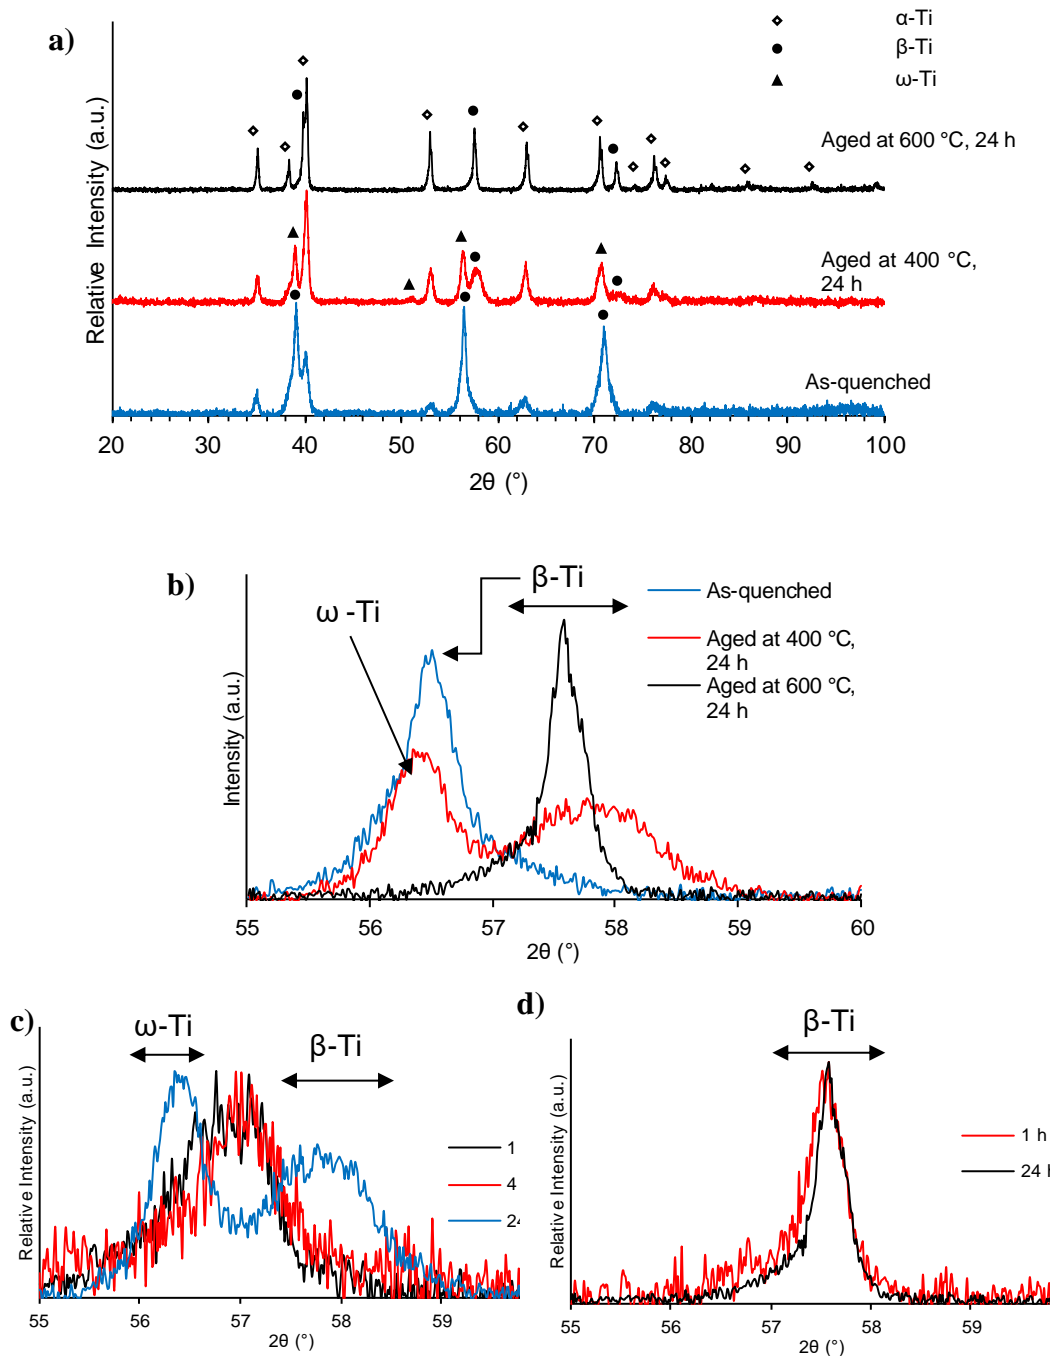 a)
α-Ti
β-Ti
ω-Ti
Relative Intensity (a.u.)
Aged at 600 °C, 24 h
Aged at 400 °C,
24 h
As-quenched
20 30 40 50 60 70 80 90 100
2θ (°)
b)
β-Ti
ω -Ti
As-quenched
Aged at 400 °C,
24 h
Aged at 600 °C,
24 h
Intensity (a.u.)
55 56 57 58 59 60
2θ (°)
c)
ω-Ti
β-Ti
Relative Intensity (a.u.)
1
4
24
55 56 57 58 59
2θ (°)
d)
β-Ti
Relative Intensity (a.u.)
1 h
24 h
55 56 57 58 59
2θ (°)